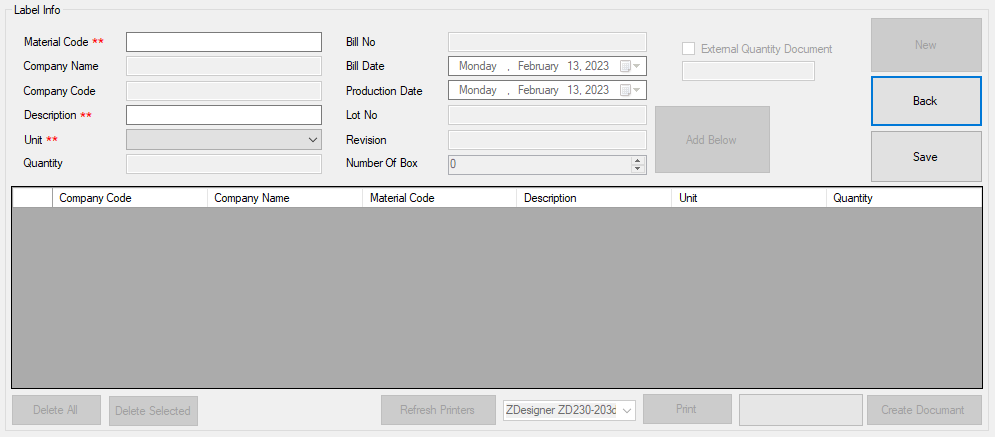 Label Info
Material Code **
Company Name
Company Code
Description **
Unit **
Quantity
Bill No
Bill Date Monday , February 13, 2023
Production Date Monday , February 13, 2023
Lot No
Revision
Number Of Box 0
External Quantity Document
Add Below
New
Back
Save
Company Code Company Name Material Code Description Unit Quantity
Delete All Delete Selected Refresh Printers ZDesigner ZD230-203d Print Create Documant